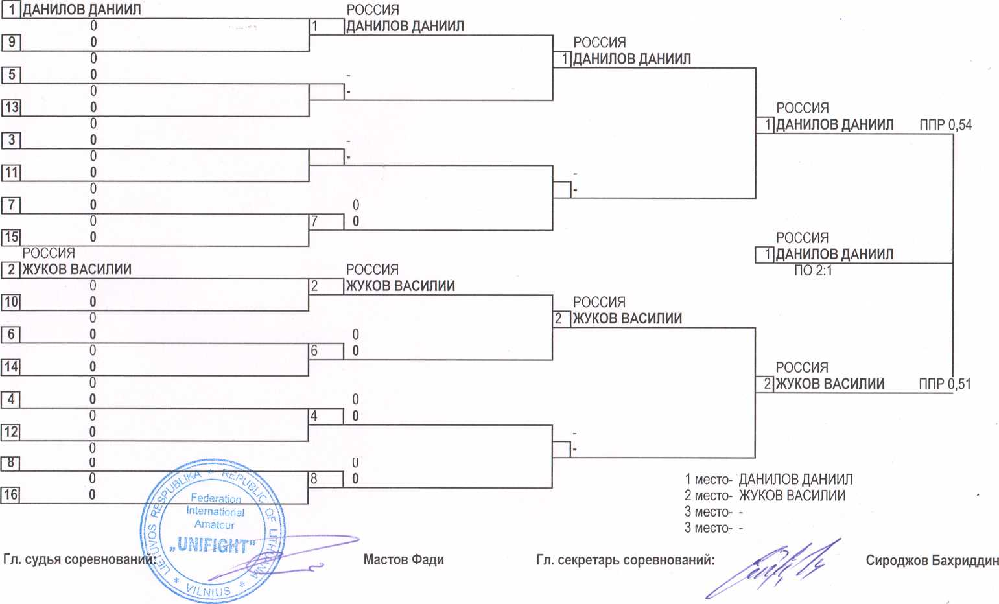 1 ДАНИЛОВ ДАНИИЛ
0
9 0
0
5 0
0
13 0
0
3 0
0
11 0
0
7 0
0
15 0
РОССИЯ
2 ЖУКОВ ВАСИЛИИ
0
10 0
0
6 0
0
14 0
0
4 0
0
12 0
0
8 0
0
16 0
РОССИЯ
1 ДАНИЛОВ ДАНИИЛ
-
-
-
-
0
7 0
РОССИЯ
2 ЖУКОВ ВАСИЛИИ
0
6 0
0
4 0
0
8 0
РОССИЯ
1 ДАНИЛОВ ДАНИИЛ
-
-
РОССИЯ
2 ЖУКОВ ВАСИЛИИ
-
-
РОССИЯ
1 ДАНИЛОВ ДАНИИЛ ППР 0,54
РОССИЯ
1 ДАНИЛОВ ДАНИИЛ
ПО 2:1
РОССИЯ
2 ЖУКОВ ВАСИЛИИ ППР 0,51
1 место- ДАНИЛОВ ДАНИИЛ
2 место- ЖУКОВ ВАСИЛИИ
3 место- -
3 место- -
LIETUVOS RESPUBLIKA * REPUBLIC OF LITHUANIA * VILNIUS *
Federation
International
Amateur
„UNIFIGHT“
Гл. судья соревнований: Мастов Фади Гл. секретарь соревнований: Сироджов Бахриддин